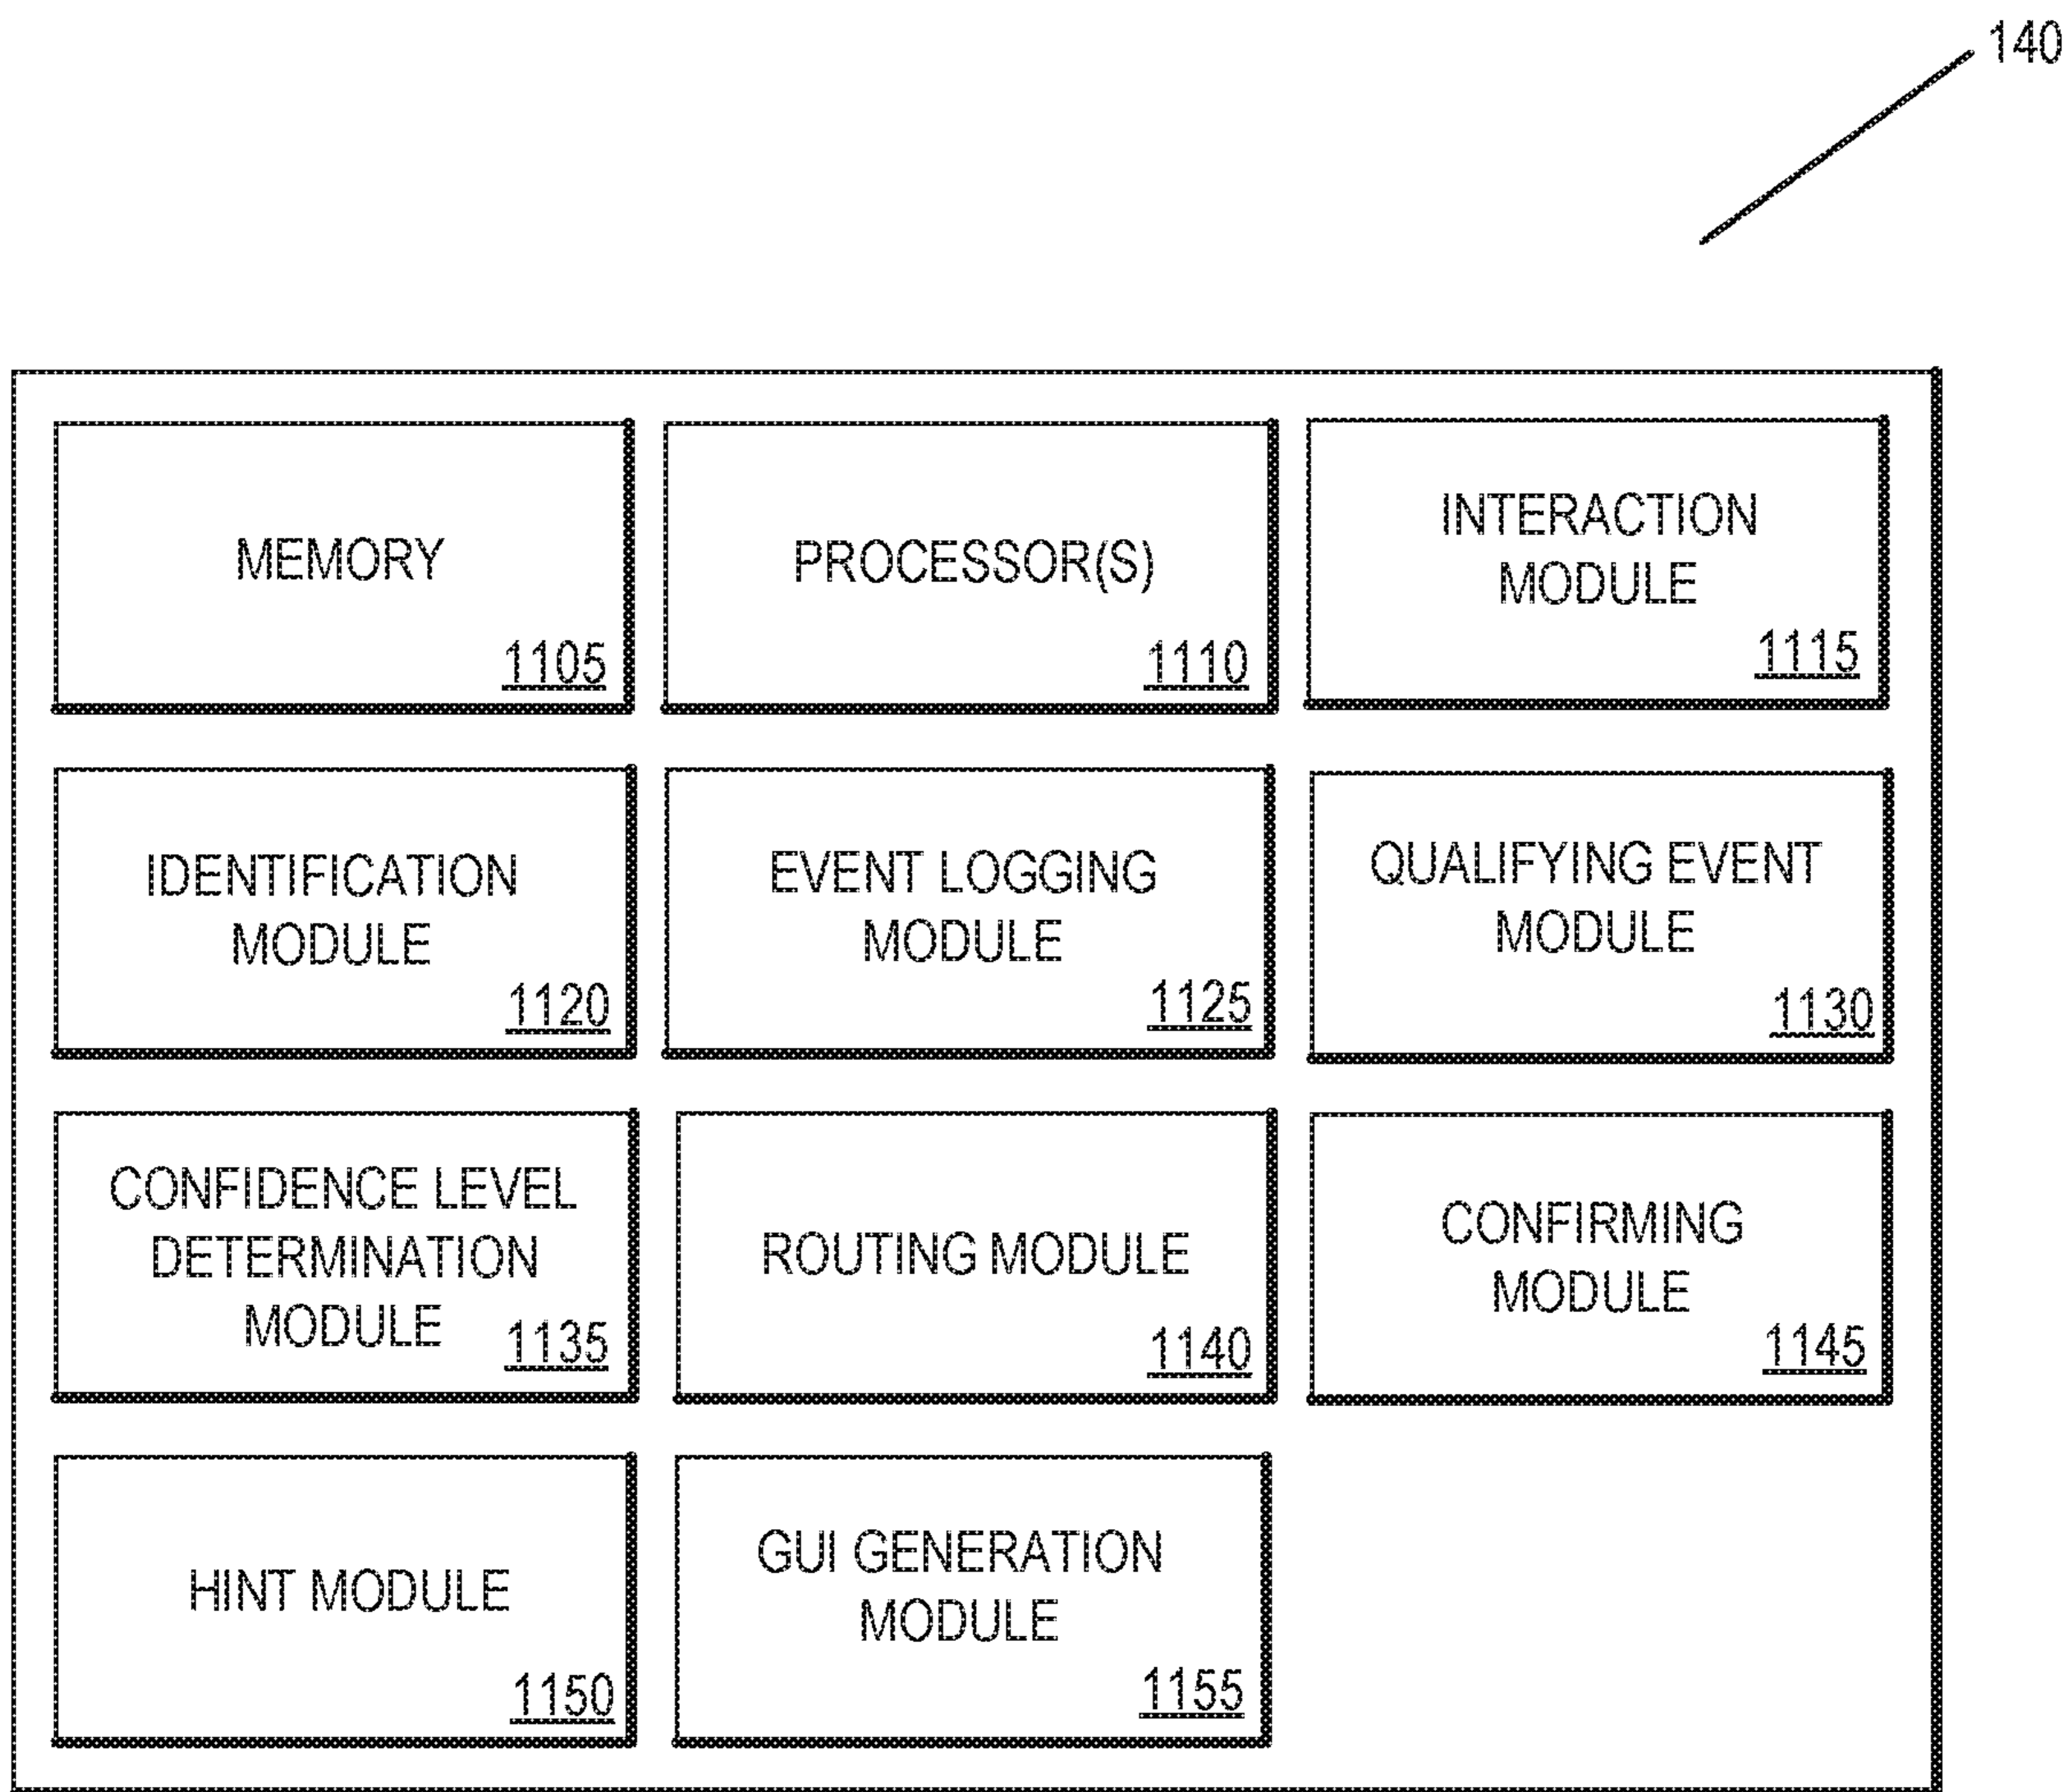 140
MEMORY
1105
PROCESSOR(S)
1110
INTERACTION
MODULE
1115
IDENTIFICATION
MODULE
1120
EVENT LOGGING
MODULE
1125
QUALIFYING EVENT
MODULE
1130
CONFIDENCE LEVEL
DETERMINATION
MODULE
1135
ROUTING MODULE
1140
CONFIRMING
MODULE
1145
HINT MODULE
1150
GUI GENERATION
MODULE
1155